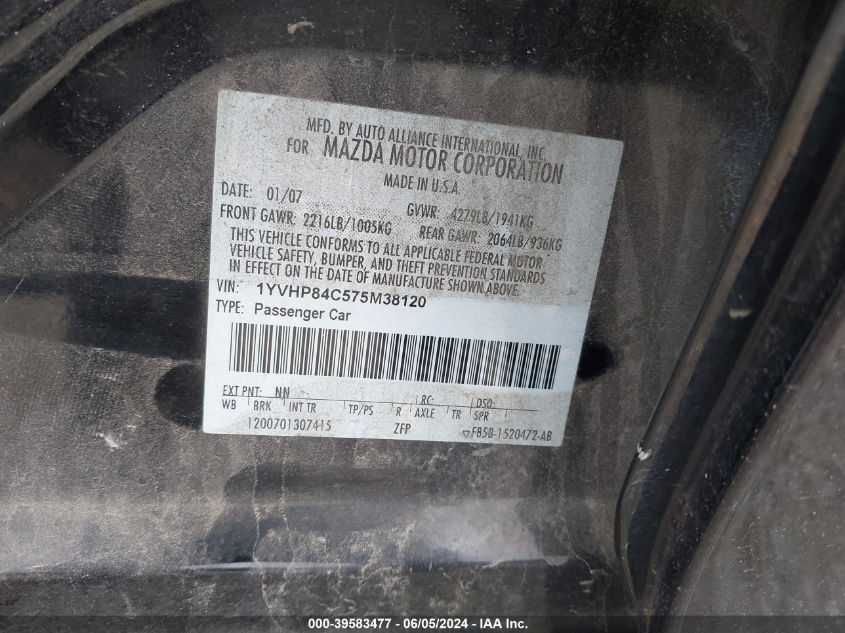 MFD. BY AUTO ALLIANCE INTERNATIONAL, INC.
FOR MAZDA MOTOR CORPORATION
MADE IN U.S.A.
DATE: 01/07 GVWR: 4279LB/1941KG
FRONT GAWR: 2216LB/1005KG REAR GAWR: 2064LB/936KG
THIS VEHICLE CONFORMS TO ALL APPLICABLE FEDERAL MOTOR
VEHICLE SAFETY, BUMPER, AND THEFT PREVENTION STANDARDS
IN EFFECT ON THE DATE OF MANUFACTURE SHOWN ABOVE.
VIN: 1YVHP84C575M38120
TYPE: Passenger Car
EXT PNT: NN RC: DSO:
WB BRK INT TR TP/PS R AXLE TR SPR
1200701307415 ZFP F85B-1520472-AB
000-39583477 - 06/05/2024 - IAA Inc.